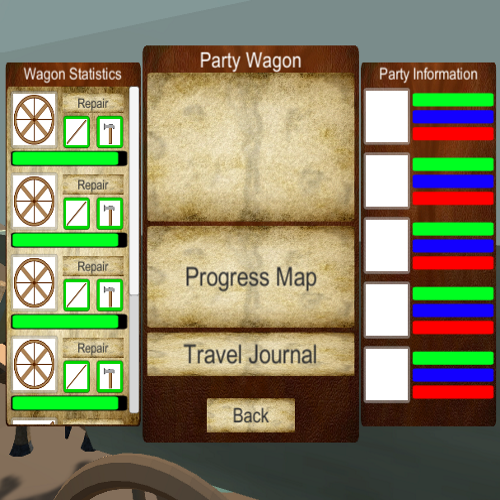 Wagon Statistics
Repair
Repair
Repair
Repair
Party Wagon
Progress Map
Travel Journal
Back
Party Information